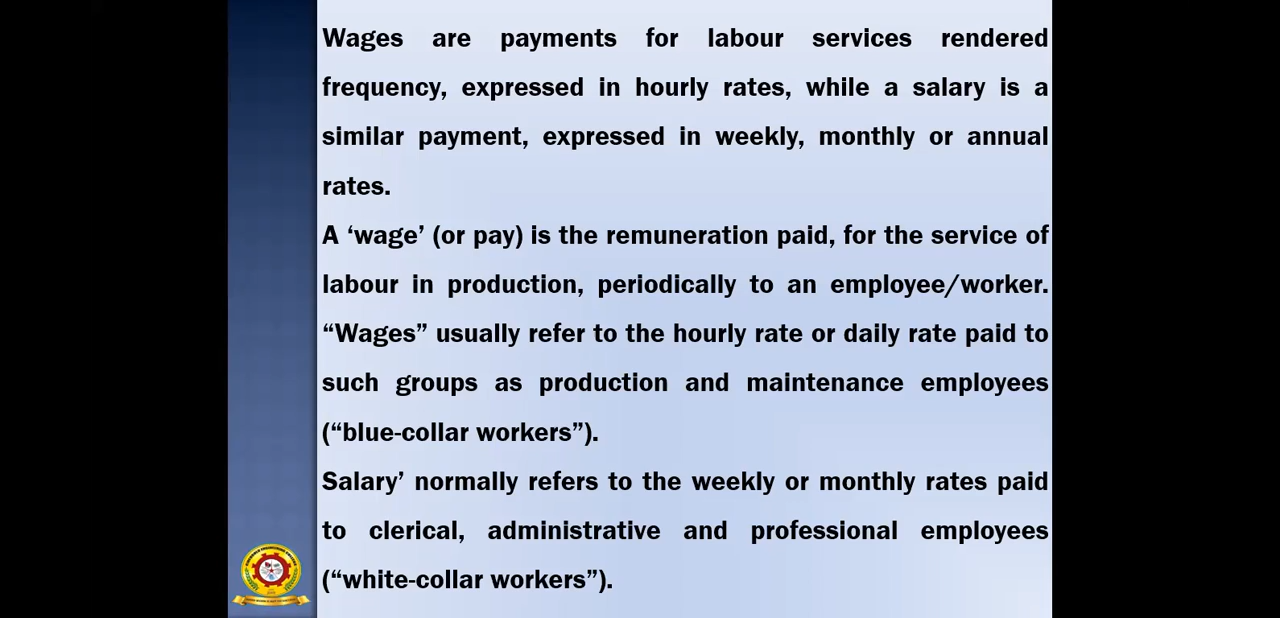 Wages are payments for labour services rendered
frequency, expressed in hourly rates, while a salary is a
similar payment, expressed in weekly, monthly or annual
rates.
A ‘wage’ (or pay) is the remuneration paid, for the service of
labour in production, periodically to an employee/worker.
“Wages” usually refer to the hourly rate or daily rate paid to
such groups as production and maintenance employees
(“blue-collar workers”).
Salary’ normally refers to the weekly or monthly rates paid
to clerical, administrative and professional employees
(“white-collar workers”).